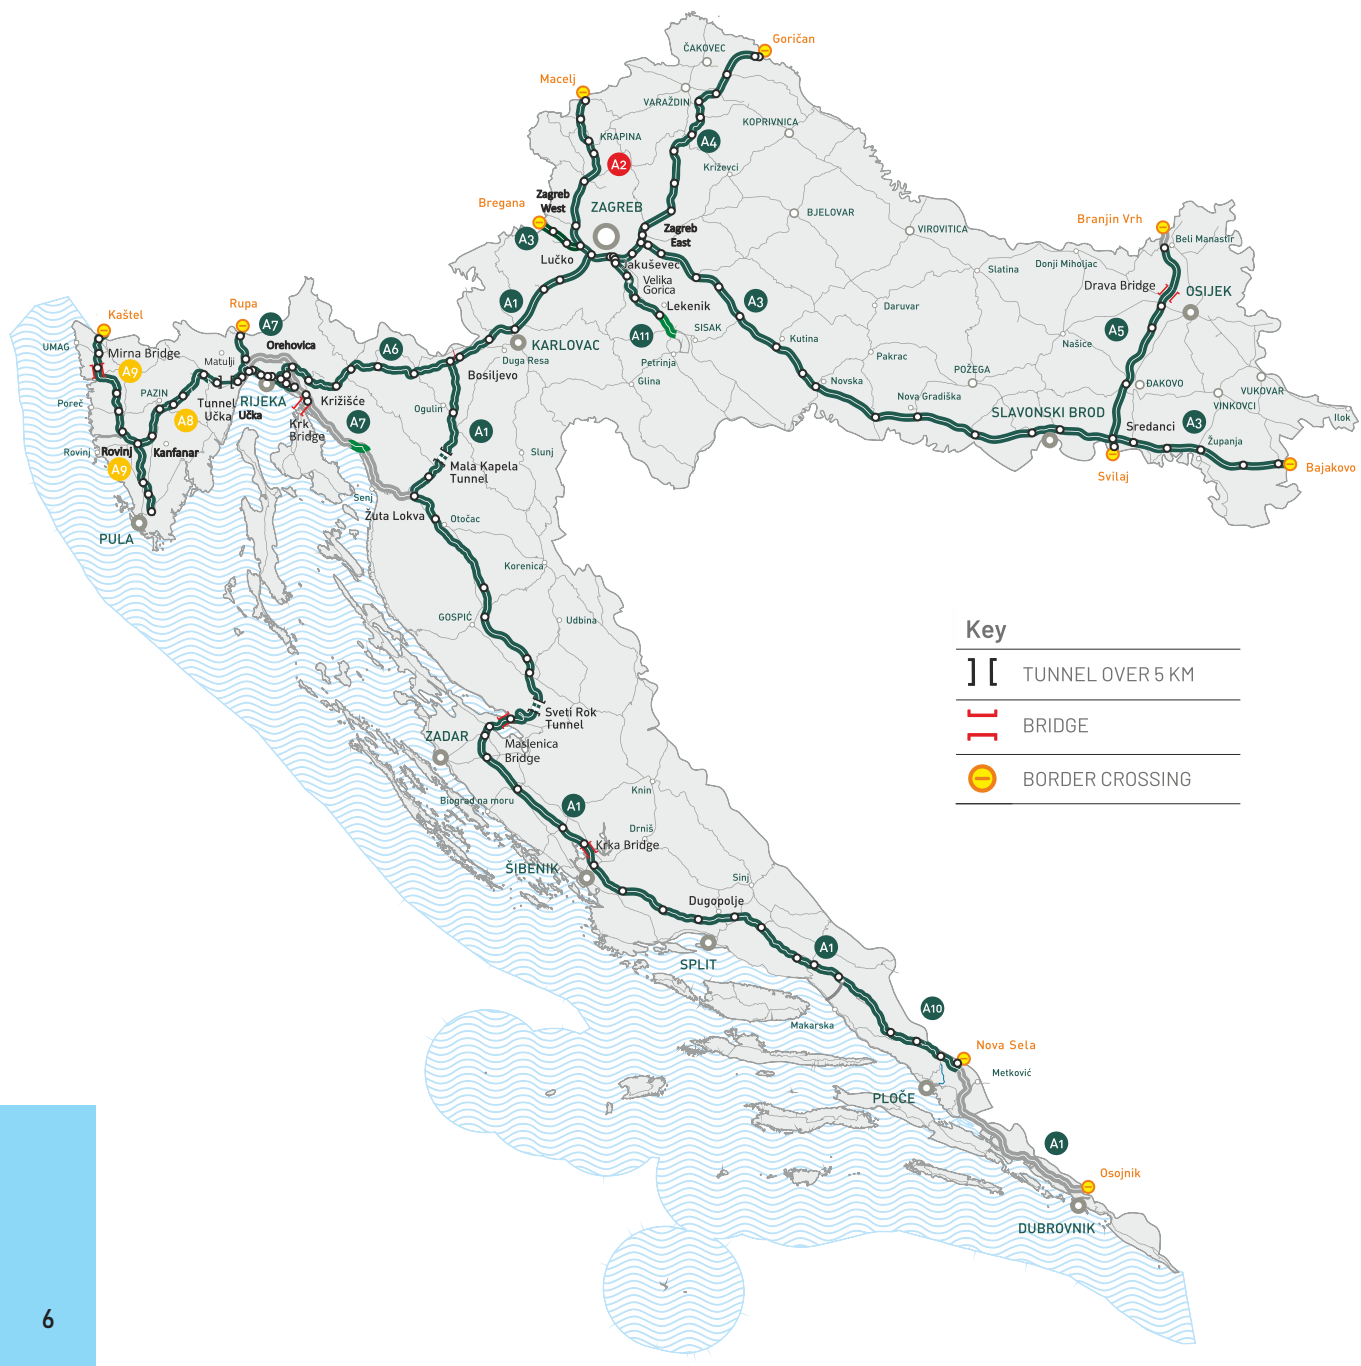 Goričan
ČAKOVEC
Macelj
VARAŽDIN
KOPRIVNICA
KRAPINA
A4
A2
Križevci
Zagreb
West
Bregana
ZAGREB
BJELOVAR
Branjin Vrh
A3
Zagreb
East
VIROVITICA
Beli Manastir
Lučko
Jakuševec
Donji Miholjac
Slatina
Velika
Gorica
Drava Bridge
OSIJEK
A1
Lekenik
A3
Daruvar
Rupa
Kaštel
A7
A11
SISAK
A5
UMAG
Orehovica
A6
KARLOVAC
Kutina
Našice
Mirna Bridge
Matulji
Duga Resa
Petrinja
Pakrac
A9
Bosiljevo
Glina
Novska
POŽEGA
ĐAKOVO
VUKOVAR
PAZIN
Tunnel
Učka
RIJEKA
Učka
Križišće
Nova Gradiška
VINKOVCI
Poreč
A8
Krk
Bridge
A7
Ogulin
A1
SLAVONSKI BROD
Sredanci
A3
Ilok
Rovinj
Rovinj
Kanfanar
Slunj
Županja
A9
Mala Kapela
Tunnel
Svilaj
Bajakovo
Senj
Žuta Lokva
Otočac
PULA
Korenica
GOSPIĆ
Udbina
Key
TUNNEL OVER 5 KM
BRIDGE
BORDER CROSSING
Sveti Rok
Tunnel
ZADAR
Maslenica
Bridge
Knin
Biograd na moru
A1
Drniš
Krka Bridge
ŠIBENIK
Sinj
Dugopolje
A1
SPLIT
A10
Makarska
Nova Sela
Metković
PLOČE
A1
Osojnik
DUBROVNIK
6